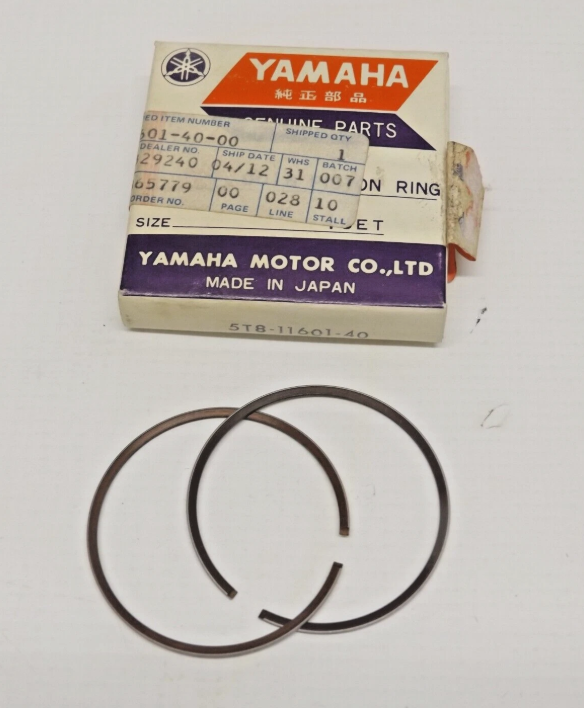 YAMAHA
純正部品
GENUINE PARTS
ED ITEM NUMBER SHIPPED QTY
601-40-00 1
DEALER NO. SHIP DATE WHS BATCH
29240 04/12 31 007
65779 00 028 10
ORDER NO. PAGE LINE STALL
ON RING
SIZE
SET
YAMAHA MOTOR CO.,LTD
MADE IN JAPAN
5T8-11601-40